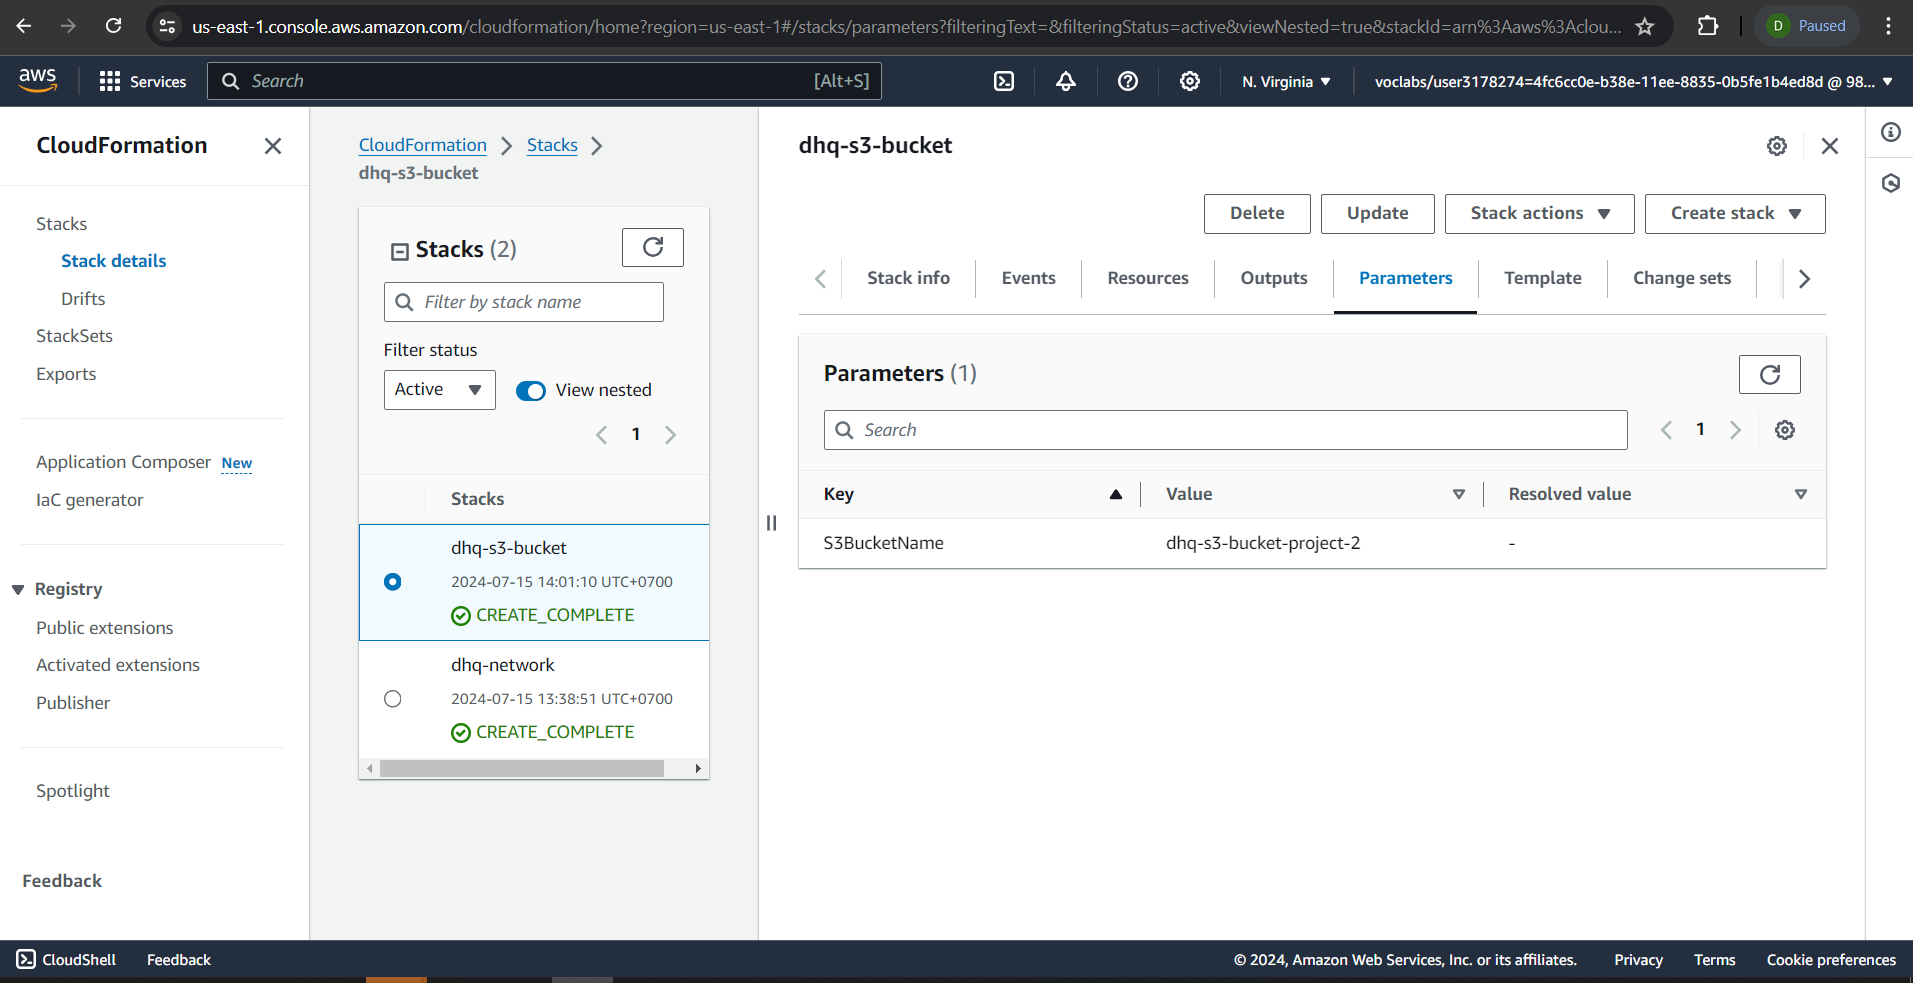 us-east-1.console.aws.amazon.com/cloudformation/home?region=us-east-1#/stacks/parameters?filteringText=&filteringStatus=active&viewNested=true&stackId=arn%3Aaws%3Aclou...
D Paused
aws Services Search [Alt+S] N. Virginia voclabs/user3178274=4fc6cc0e-b38e-11ee-8835-0b5fe1b4ed8d @ 98...
CloudFormation
Stacks
Stack details
Drifts
StackSets
Exports
Application Composer New
IaC generator
Registry
Public extensions
Activated extensions
Publisher
Spotlight
Feedback
CloudFormation Stacks
dhq-s3-bucket
Stacks (2)
Filter by stack name
Filter status
Active View nested
1
Stacks
dhq-s3-bucket
2024-07-15 14:01:10 UTC+0700
CREATE_COMPLETE
dhq-network
2024-07-15 13:38:51 UTC+0700
CREATE_COMPLETE
dhq-s3-bucket
Delete Update Stack actions Create stack
Stack info Events Resources Outputs Parameters Template Change sets
Parameters (1)
Search 1
Key Value Resolved value
S3BucketName dhq-s3-bucket-project-2 -
CloudShell Feedback © 2024, Amazon Web Services, Inc. or its affiliates. Privacy Terms Cookie preferences